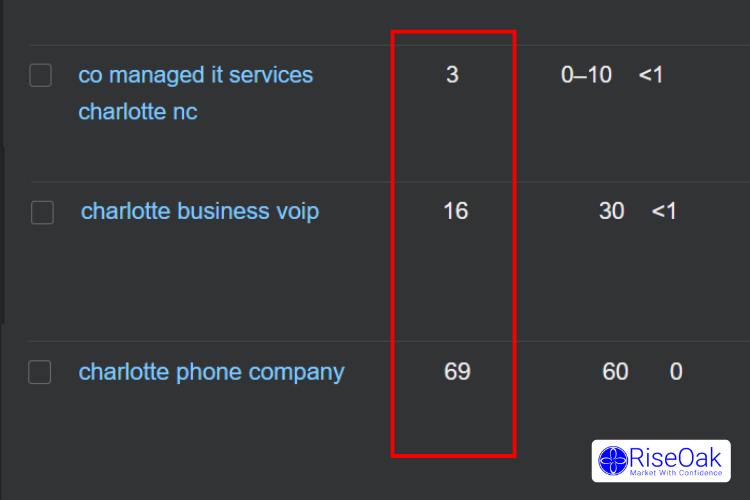 co managed it services 3 0–10 <1
charlotte nc
charlotte business voip 16 30 <1
charlotte phone company 69 60 0
RiseOak
Market With Confidence